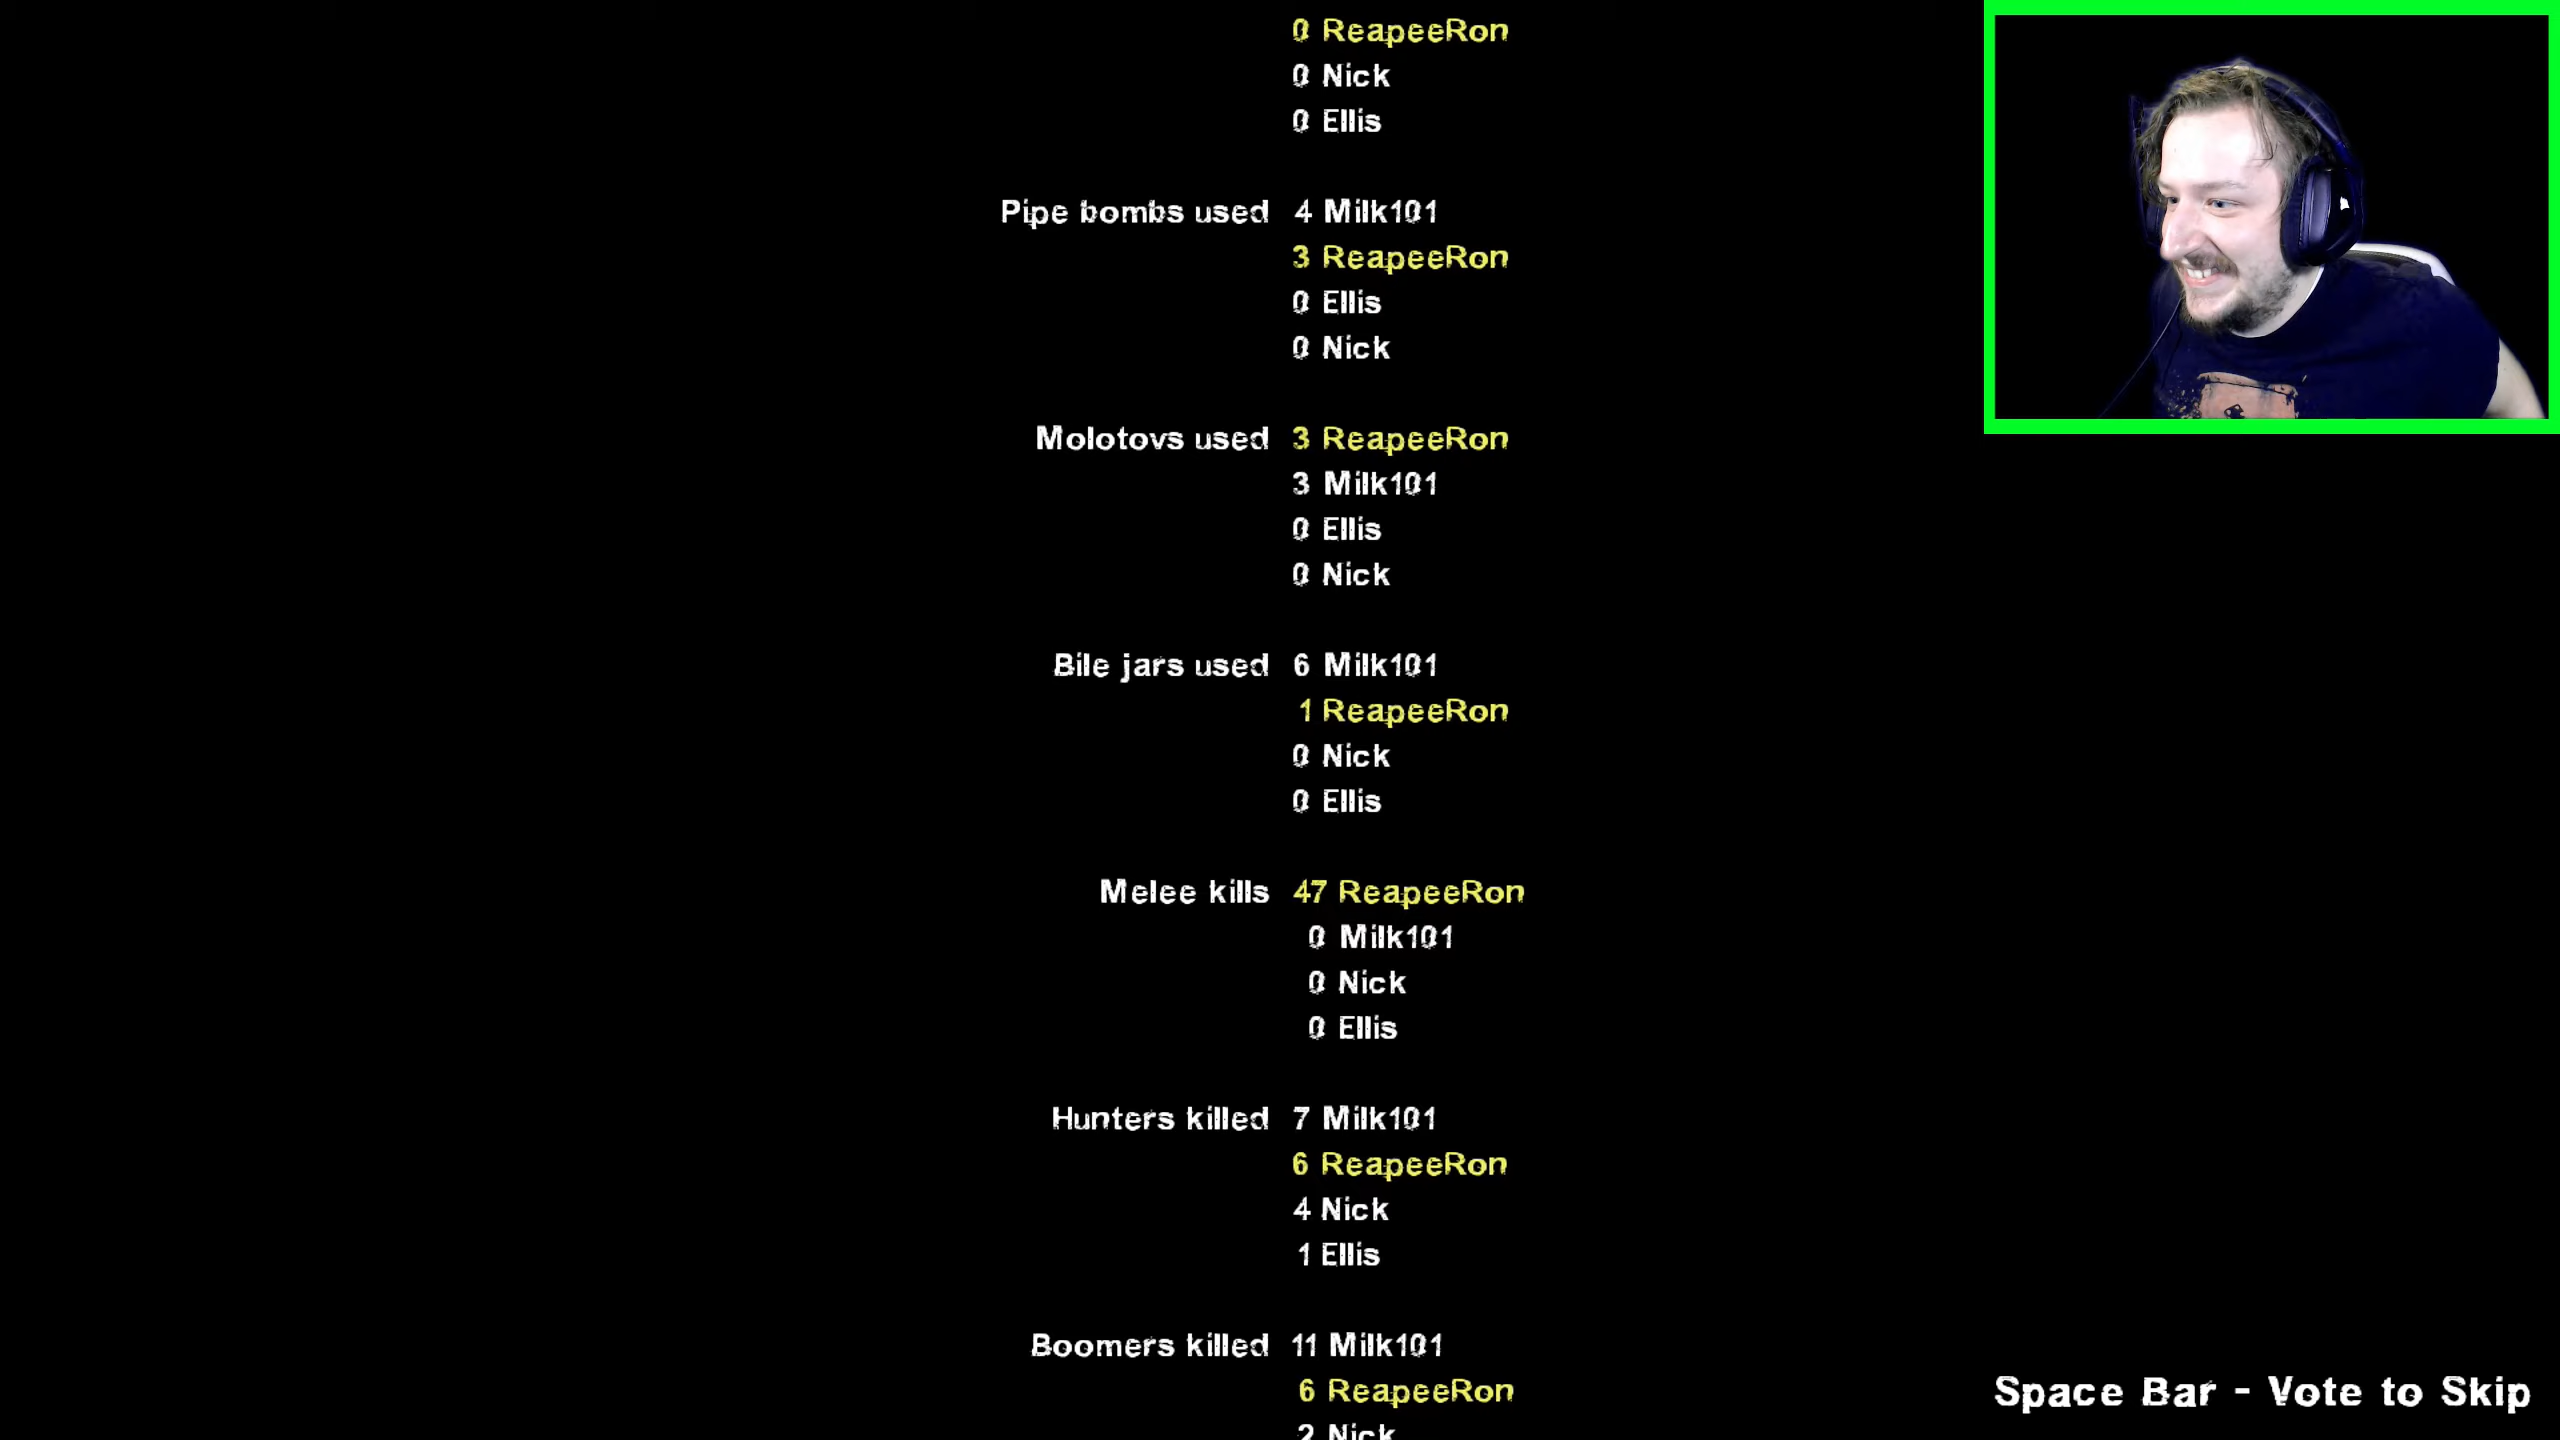 0 ReapeeRon
0 Nick
0 Ellis
Pipe bombs used 4 Milk101
3 ReapeeRon
0 Ellis
0 Nick
Molotovs used 3 ReapeeRon
3 Milk101
0 Ellis
0 Nick
Bile jars used 6 Milk101
1 ReapeeRon
0 Nick
0 Ellis
Melee kills 47 ReapeeRon
0 Milk101
0 Nick
0 Ellis
Hunters killed 7 Milk101
6 ReapeeRon
4 Nick
1 Ellis
Boomers killed 11 Milk101
6 ReapeeRon
2 Nick
Space Bar - Vote to Skip